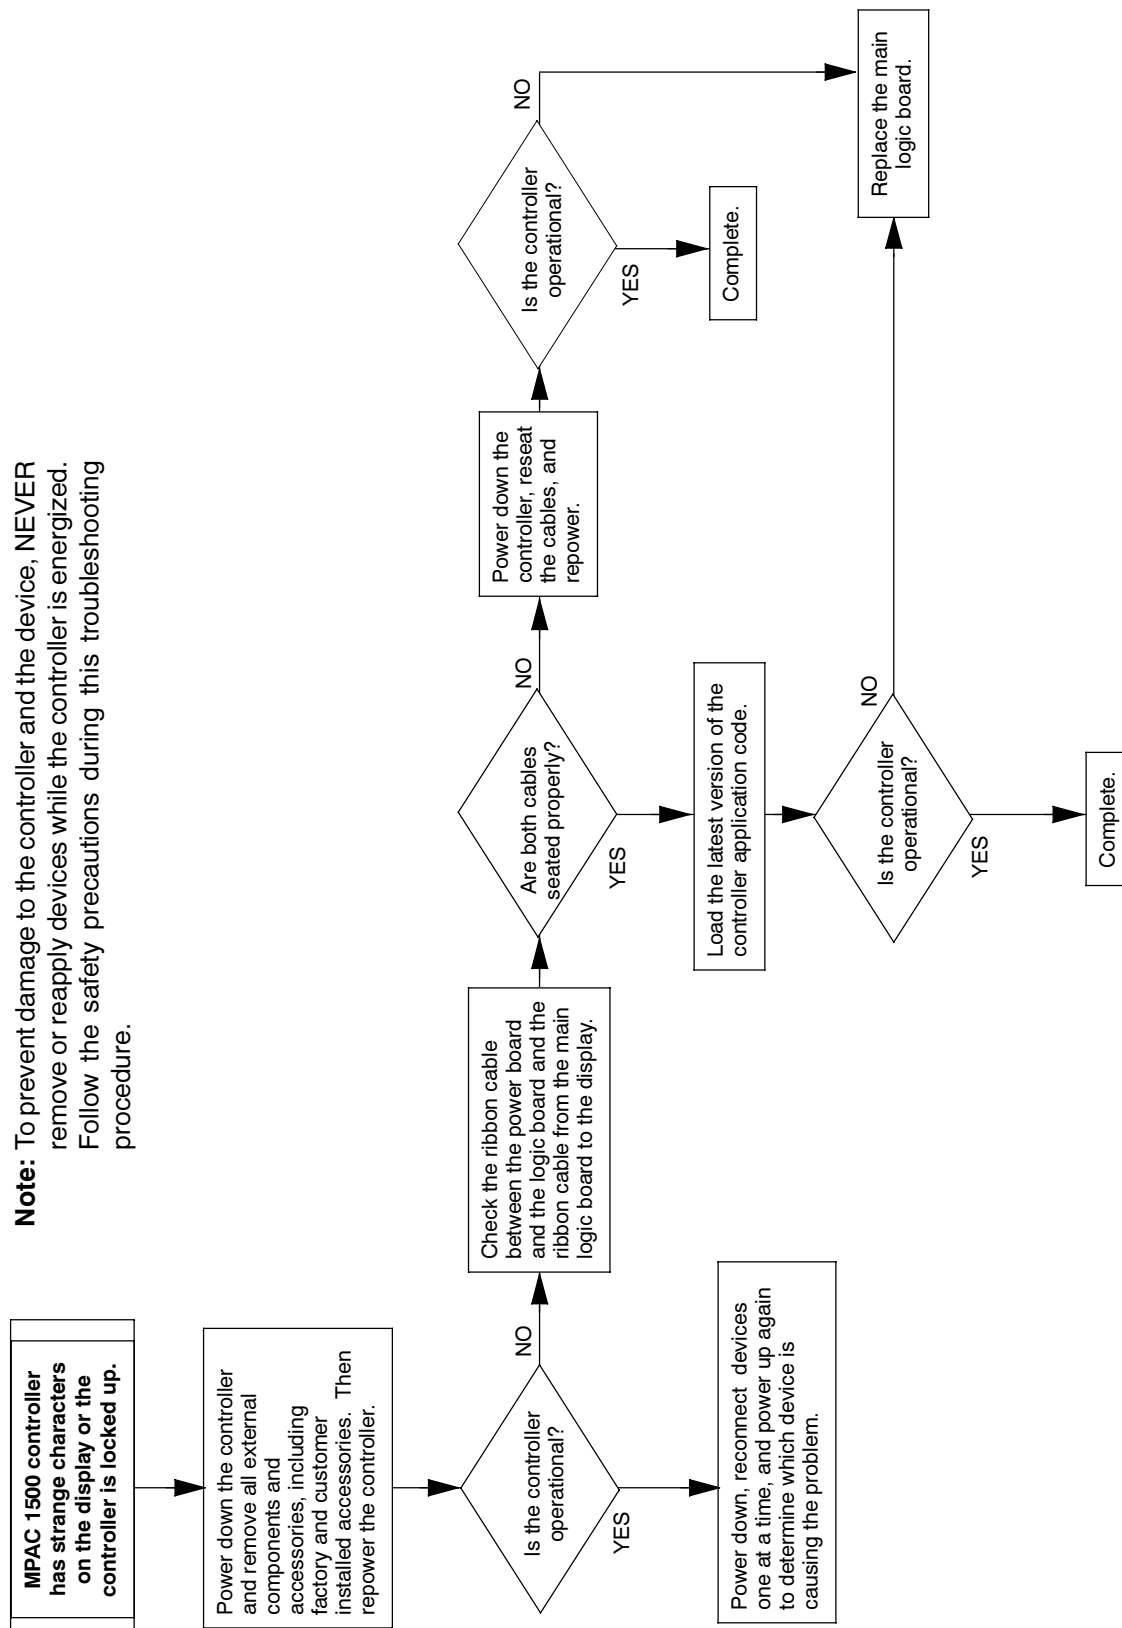 Note: To prevent damage to the controller and the device, NEVER
remove or reapply devices while the controller is energized.
Follow the safety precautions during this troubleshooting
procedure.
MPAC 1500 controller
has strange characters
on the display or the
controller is locked up.
Power down the controller
and remove all external
components and
accessories, including
factory and customer
installed accessories. Then
repower the controller.
Is the controller
operational?
NO
YES
Power down, reconnect devices
one at a time, and power up again
to determine which device is
causing the problem.
Check the ribbon cable
between the power board
and the logic board and the
ribbon cable from the main
logic board to the display.
Are both cables
seated properly?
NO
YES
Power down the
controller, reseat
the cables, and
repower.
Is the controller
operational?
NO
YES
Complete.
Load the latest version of the
controller application code.
Is the controller
operational?
NO
YES
Complete.
Replace the main
logic board.